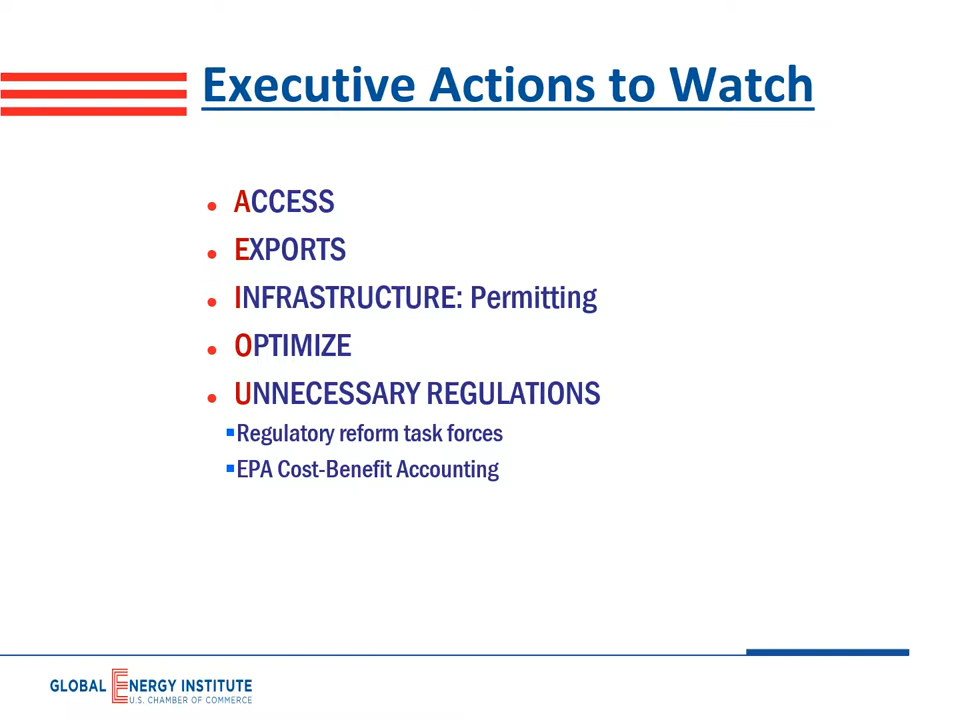 Executive Actions to Watch
• ACCESS
• EXPORTS
• INFRASTRUCTURE: Permitting
• OPTIMIZE
• UNNECESSARY REGULATIONS
▪Regulatory reform task forces
▪EPA Cost-Benefit Accounting
GLOBAL ENERGY INSTITUTE
U.S. CHAMBER OF COMMERCE